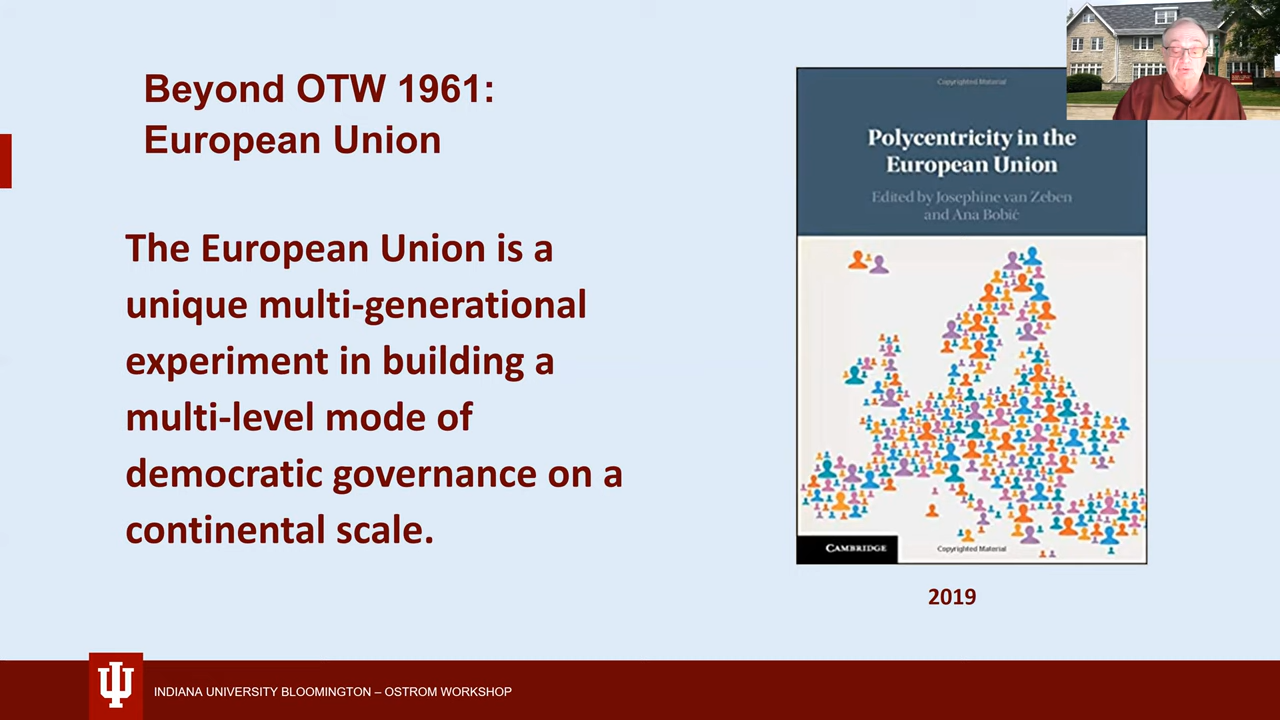 Beyond OTW 1961:
European Union
The European Union is a
unique multi-generational
experiment in building a
multi-level mode of
democratic governance on a
continental scale.
Copyrighted Material
Polycentricity in the
European Union
Edited by Josephine van Zeben
and Ana Bobić
CAMBRIDGE
Copyrighted Material
2019
INDIANA UNIVERSITY BLOOMINGTON – OSTROM WORKSHOP